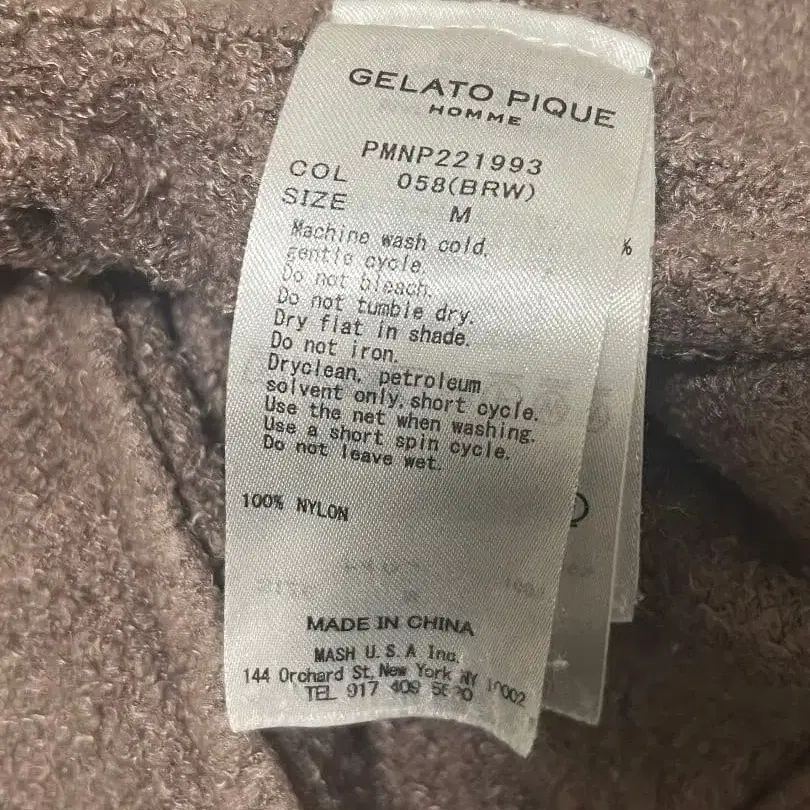 GELATO PIQUE
HOMME
PMNP221993
COL 058(BRW)
SIZE M
%
Machine wash cold,
gentle cycle.
Do not bleach.
Do not tumble dry.
Dry flat in shade.
Do not iron.
Dryclean, petroleum
solvent only, short cycle.
Use the net when washing.
Use a short spin cycle.
Do not leave wet.
100% NYLON
MADE IN CHINA
MASH U.S.A Inc.
144 Orchard St, New York NY 10002
TEL 917 409